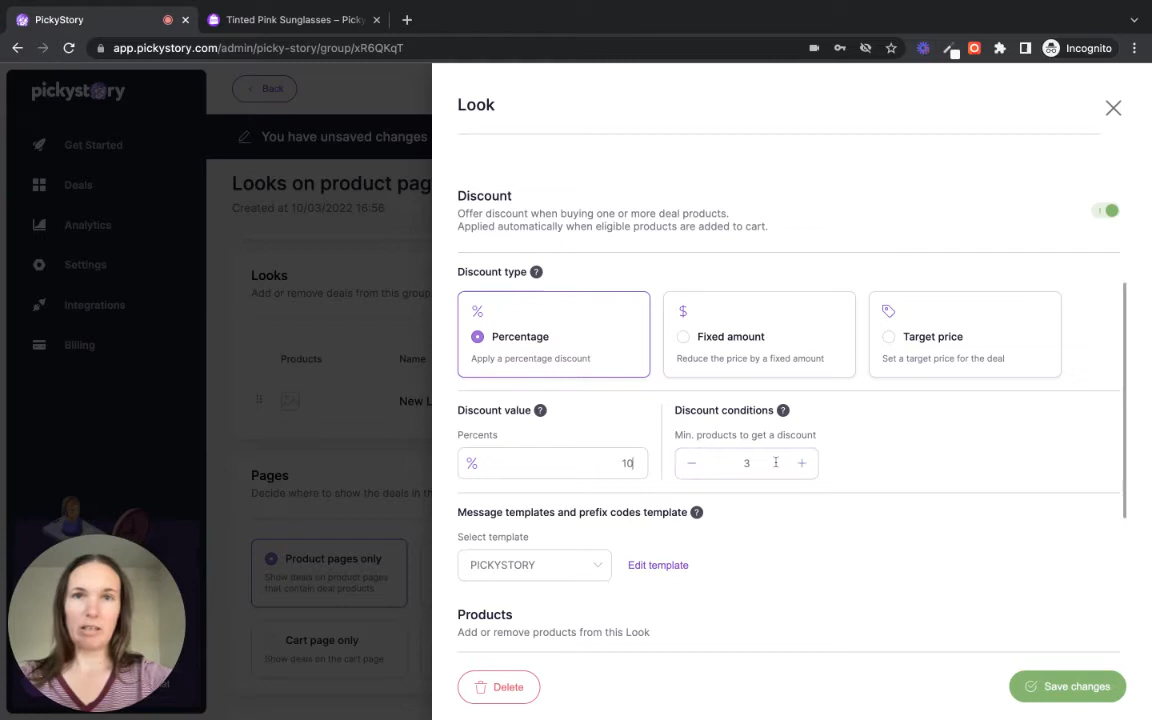 PickyStory
Tinted Pink Sunglasses – Picky
app.pickystory.com/admin/picky-story/group/xR6QKqT
Incognito
pickystory
Get Started
Deals
Analytics
Settings
Integrations
Billing
Back
You have unsaved changes
Looks on product pag
Created at 10/03/2022 16:56
Looks
Add or remove deals from this group
Products
Name
New L
Pages
Decide where to show the deals in th
Product pages only
Show deals on product pages
that contain deal products.
Cart page only
Show deals on the cart page
Look
Discount
Offer discount when buying one or more deal products.
Applied automatically when eligible products are added to cart.
Discount type ?
%
Percentage
Apply a percentage discount
$
Fixed amount
Reduce the price by a fixed amount
Target price
Set a target price for the deal
Discount value ?
Percents
% 10
Discount conditions ?
Min. products to get a discount
− 3 +
Message templates and prefix codes template ?
Select template
PICKYSTORY
Edit template
Products
Add or remove products from this Look
Delete
Save changes